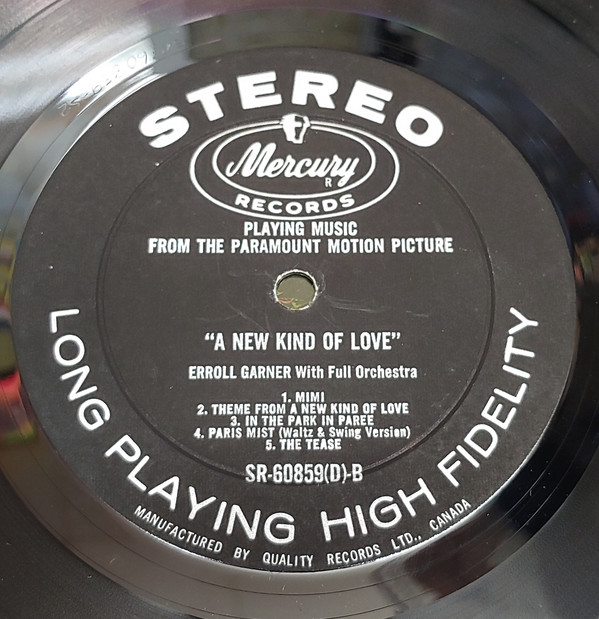 STEREO
Mercury
R
RECORDS
PLAYING MUSIC
FROM THE PARAMOUNT MOTION PICTURE
"A NEW KIND OF LOVE"
ERROLL GARNER With Full Orchestra
1. MIMI
2. THEME FROM A NEW KIND OF LOVE
3. IN THE PARK IN PAREE
4. PARIS MIST (Waltz & Swing Version)
5. THE TEASE
SR-60859(D)-B
LONG PLAYING HIGH FIDELITY
MANUFACTURED BY QUALITY RECORDS LTD., CANADA